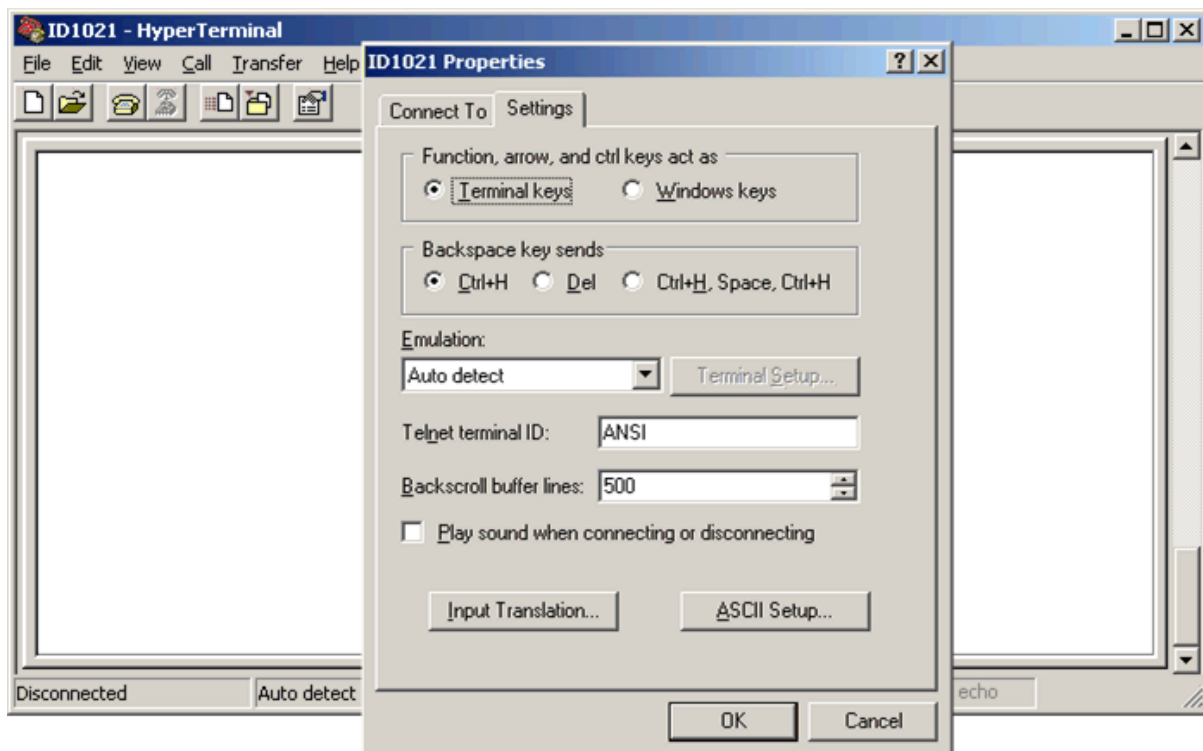 ID1021 - HyperTerminal
File Edit View Call Transfer Help
ID1021 Properties
Connect To Settings
Function, arrow, and ctrl keys act as
Terminal keys Windows keys
Backspace key sends
Ctrl+H Del Ctrl+H, Space, Ctrl+H
Emulation:
Auto detect Terminal Setup...
Telnet terminal ID: ANSI
Backscroll buffer lines: 500
Play sound when connecting or disconnecting
Input Translation... ASCII Setup...
Disconnected Auto detect echo
OK Cancel